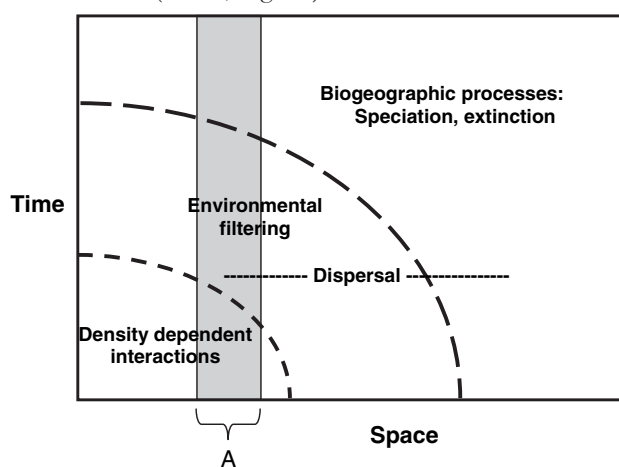 Biogeographic processes:
Speciation, extinction
Time
Environmental
filtering
Dispersal
Density dependent
interactions
Space
A